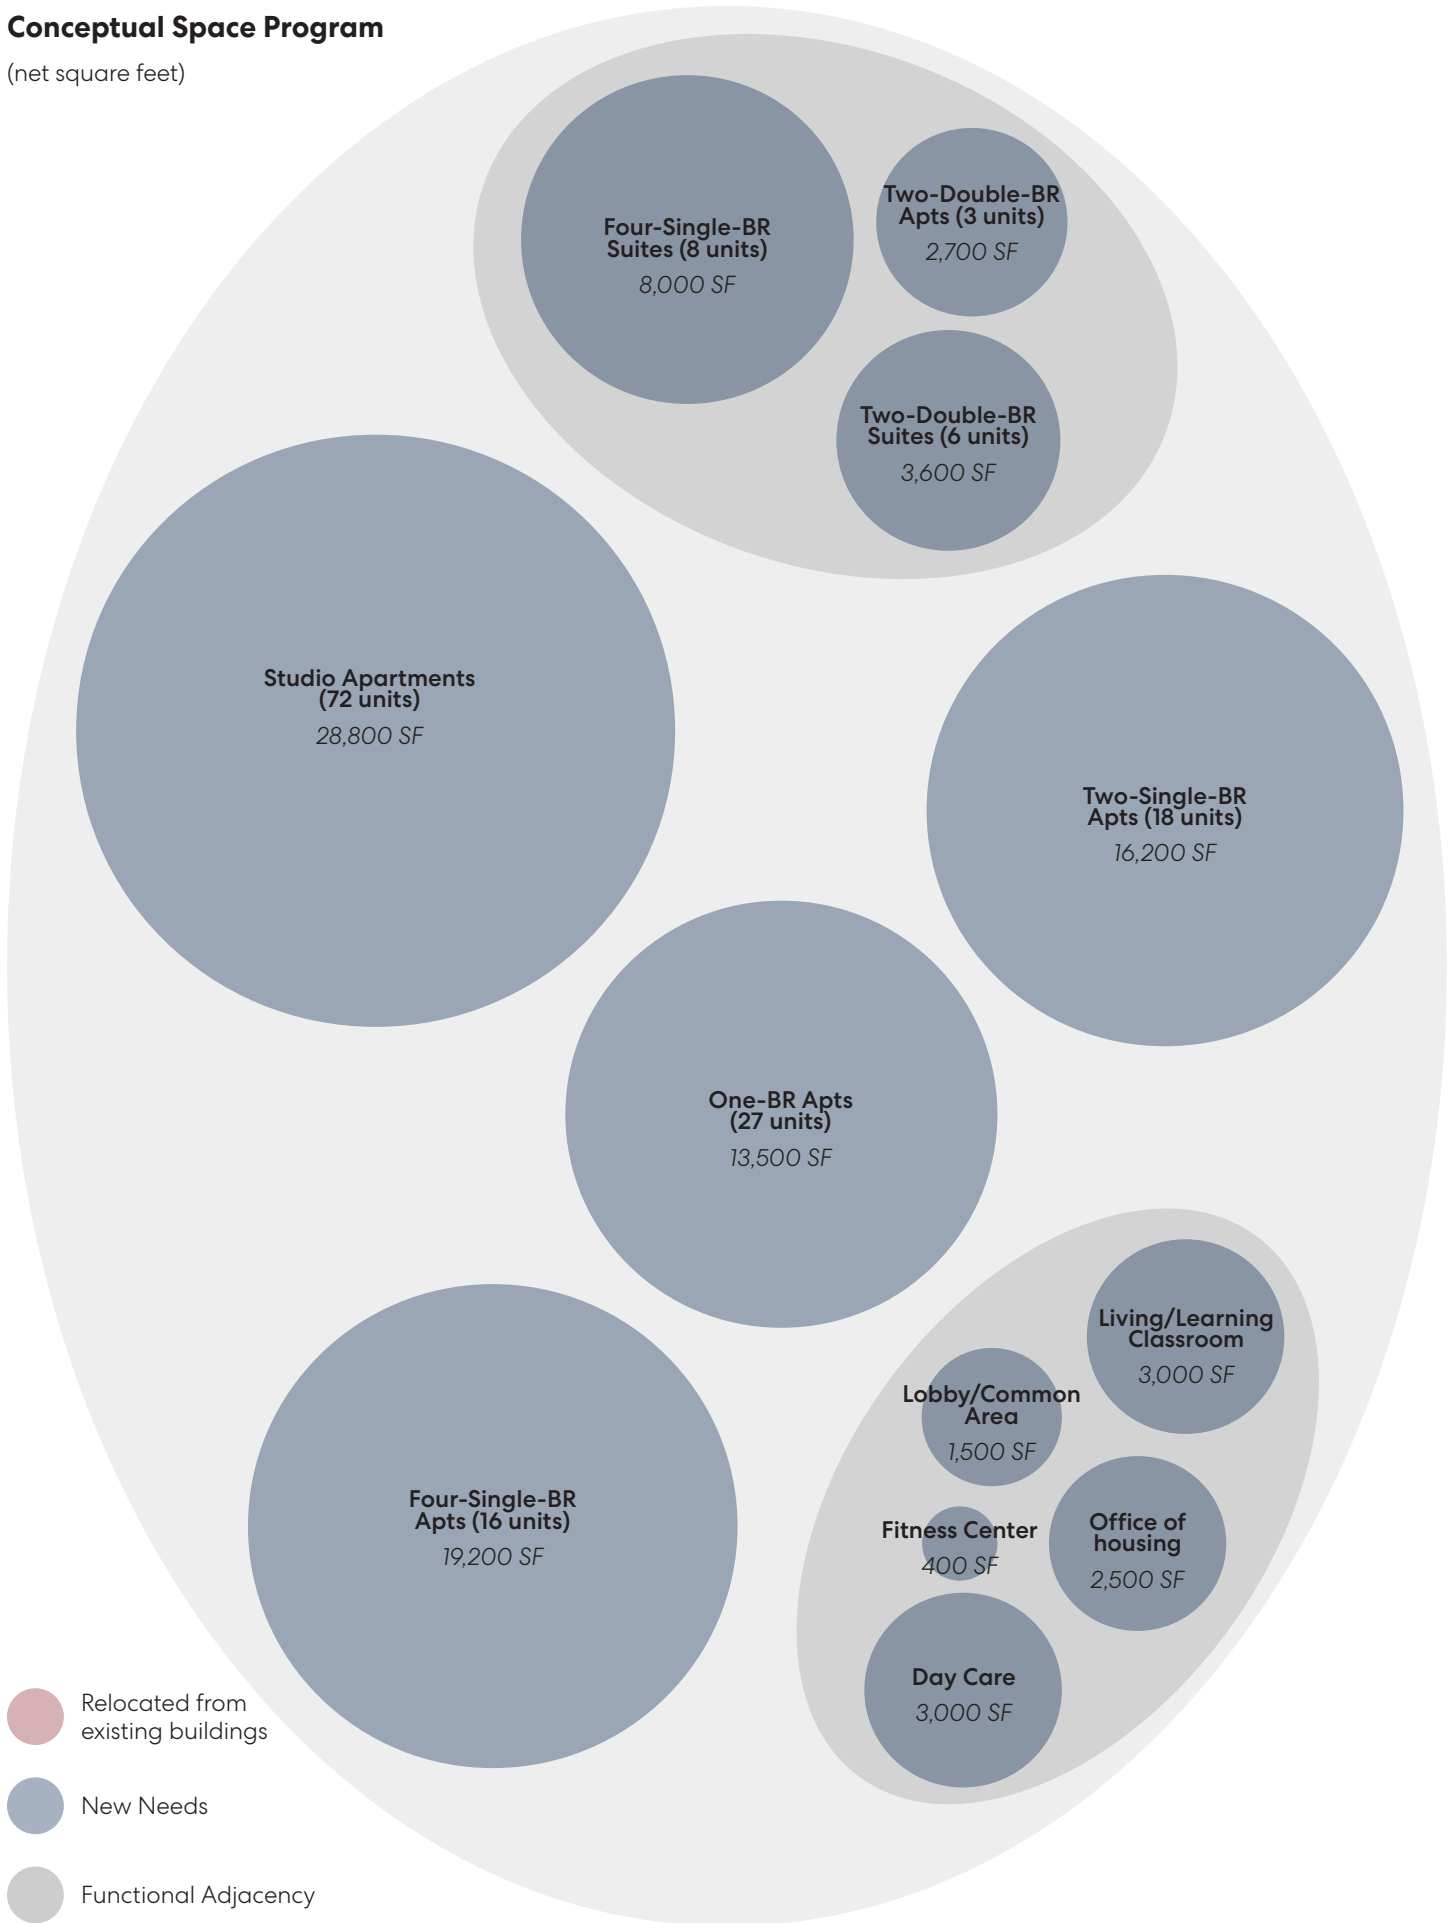 Conceptual Space Program
(net square feet)
Four-Single-BR
Suites (8 units)
8,000 SF
Two-Double-BR
Apts (3 units)
2,700 SF
Two-Double-BR
Suites (6 units)
3,600 SF
Studio Apartments
(72 units)
28,800 SF
Two-Single-BR
Apts (18 units)
16,200 SF
One-BR Apts
(27 units)
13,500 SF
Living/Learning
Classroom
3,000 SF
Lobby/Common
Area
1,500 SF
Four-Single-BR
Apts (16 units)
19,200 SF
Fitness Center
400 SF
Office of
housing
2,500 SF
Day Care
3,000 SF
Relocated from
existing buildings
New Needs
Functional Adjacency